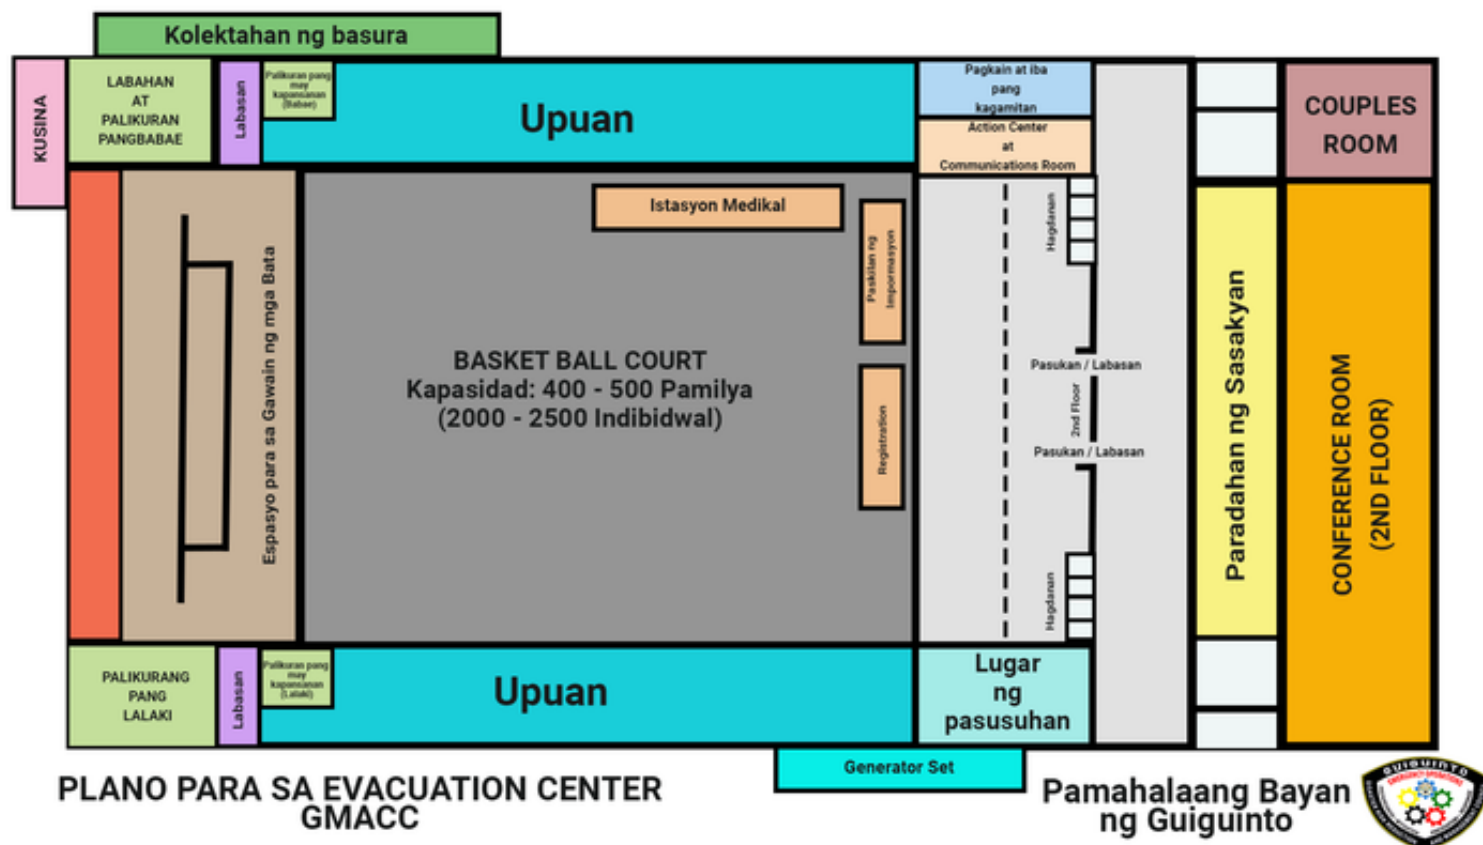 Kolektahan ng basura
KUSINA
LABAHAN
AT
PALIKURAN
PANGBABAE
Labasan
Palikuran pang
may
kapansanan
(Babae)
Upuan
Pagkain at iba
pang
kagamitan
Action Center
at
Communications Room
COUPLES
ROOM
Espasyo para sa Gawain ng mga Bata
Istasyon Medikal
Paskilan ng
Impormasyon
BASKET BALL COURT
Kapasidad: 400 - 500 Pamilya
(2000 - 2500 Indibidwal)
Registration
Hagdanan
Pasukan / Labasan
2nd Floor
Pasukan / Labasan
Hagdanan
Paradahan ng Sasakyan
CONFERENCE ROOM
(2ND FLOOR)
PALIKURANG
PANG
LALAKI
Labasan
Palikuran pang
may
kapansanan
(Lalaki)
Upuan
Lugar
ng
pasusuhan
Generator Set
PLANO PARA SA EVACUATION CENTER
GMACC
Pamahalaang Bayan
ng Guiguinto
GUIGUINTO